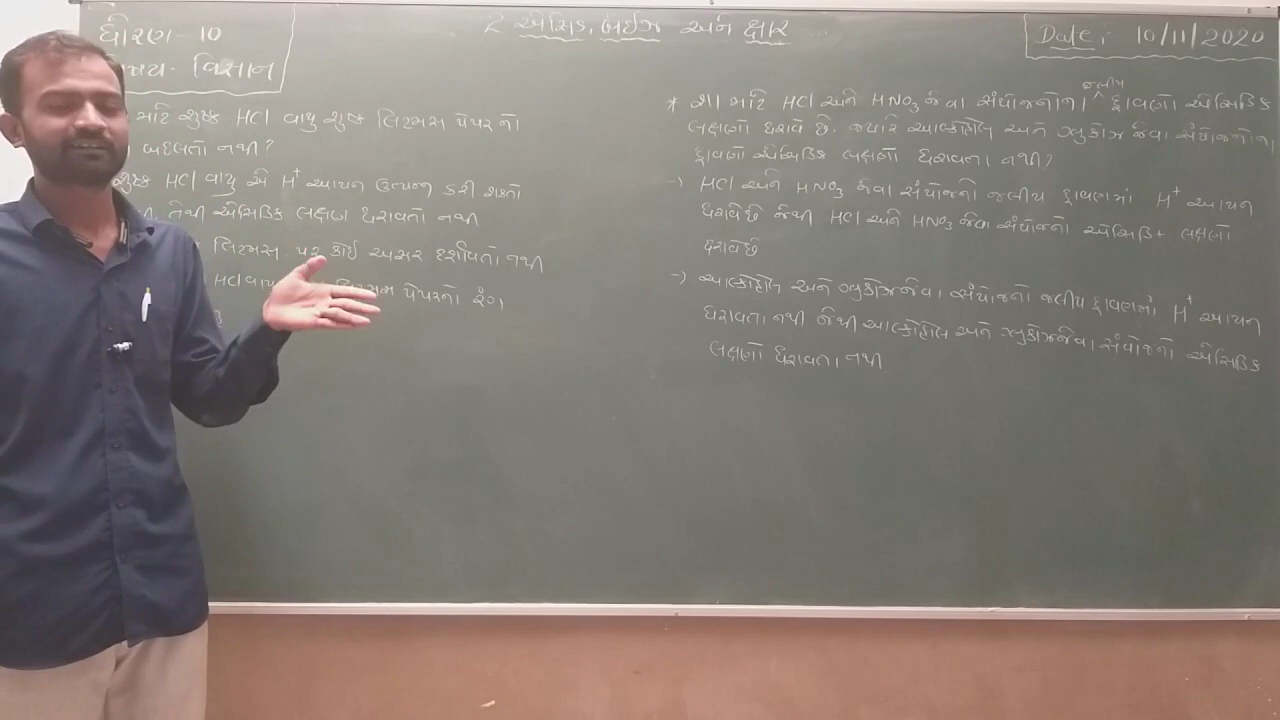 ધોરણ- 10
વિજ્ઞાન
2 એસિડ, બેઇઝ અને ક્ષાર
Date: 10/11/2020
માટે શુષ્ક HCl વાયુ શુષ્ક લિટમસ પેપરનો
બદલતો નથી?
શુષ્ક HCl વાયુ એ H⁺ આયન ઉત્પન્ન કરી શકતો
તેથી એસિડિક લક્ષણ ધરાવતો નથી
લિટમસ પર કોઈ અસર દર્શાવતો નથી
HCl વાયુ પેપરનો રંગ
* શા માટે HCl અને HNO₃ જેવા સંયોજનોના જલીય દ્રાવણો એસિડિક
લક્ષણો ધરાવે છે. જ્યારે આલ્કોહોલ અને ગ્લુકોઝ જેવા સંયોજનોના
દ્રાવણો એસિડિક લક્ષણો ધરાવતા નથી?
→ HCl અને HNO₃ જેવા સંયોજનો જલીય દ્રાવણમાં H⁺ આયન
ધરાવે છે જેથી HCl અને HNO₃ જેવા સંયોજનો એસિડિક લક્ષણો
ધરાવે છે
→ આલ્કોહોલ અને ગ્લુકોઝ જેવા સંયોજનો જલીય દ્રાવણમાં H⁺ આયન
ધરાવતા નથી જેથી આલ્કોહોલ અને ગ્લુકોઝ જેવા સંયોજનો એસિડિક
લક્ષણો ધરાવતા નથી